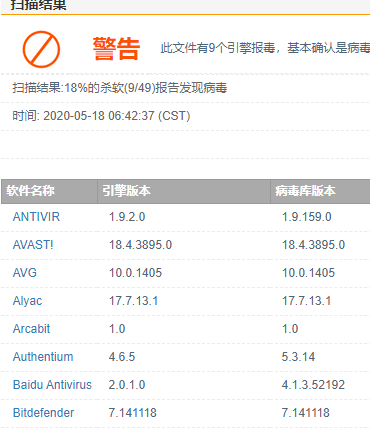 扫描结果
警告 此文件有9个引擎报毒，基本确认是病毒
扫描结果:18%的杀软(9/49)报告发现病毒
时间: 2020-05-18 06:42:37 (CST)
软件名称 引擎版本 病毒库版本
ANTIVIR 1.9.2.0 1.9.159.0
AVAST! 18.4.3895.0 18.4.3895.0
AVG 10.0.1405 10.0.1405
Alyac 17.7.13.1 17.7.13.1
Arcabit 1.0 1.0
Authentium 4.6.5 5.3.14
Baidu Antivirus 2.0.1.0 4.1.3.52192
Bitdefender 7.141118 7.141118